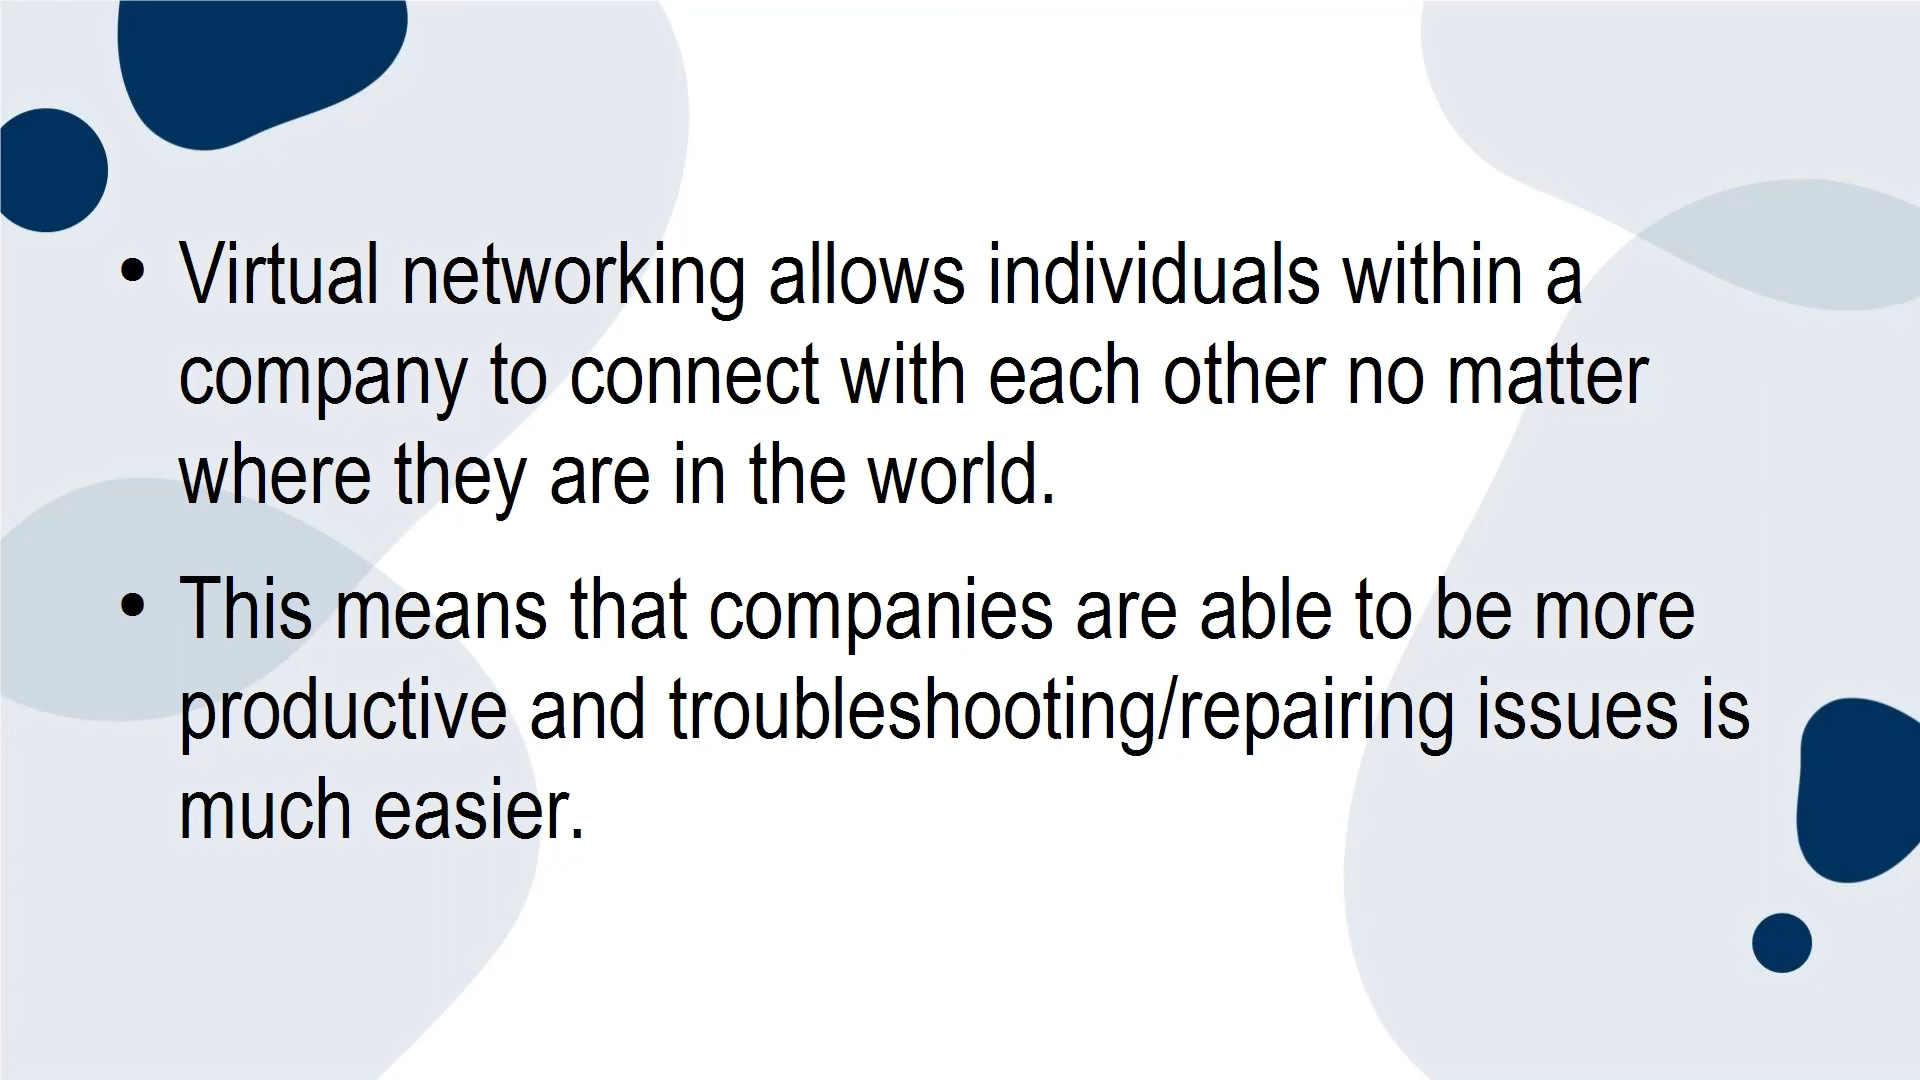 • Virtual networking allows individuals within a
company to connect with each other no matter
where they are in the world.
• This means that companies are able to be more
productive and troubleshooting/repairing issues is
much easier.